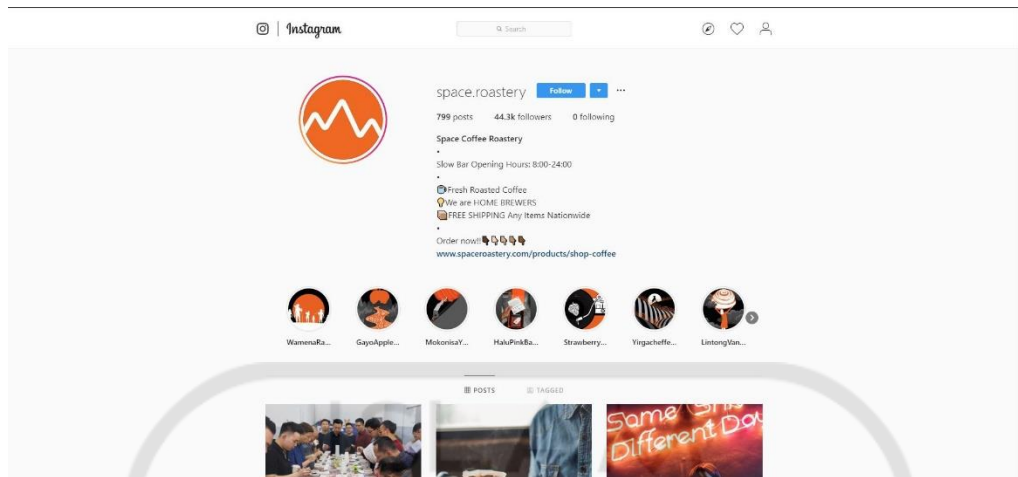 Instagram
Search
space.roastery Follow
799 posts 44.3k followers 0 following
Space Coffee Roastery
•
Slow Bar Opening Hours: 8:00-24:00
•
Fresh Roasted Coffee
We are HOME BREWERS
FREE SHIPPING Any Items Nationwide
•
Order now!!
www.spaceroastery.com/products/shop-coffee
WamenaRa... GayoApple... MokonisaY... HaluPinkBa... Strawberry... Yirgacheffe... LintongVan...
POSTS TAGGED
Same
Different Day